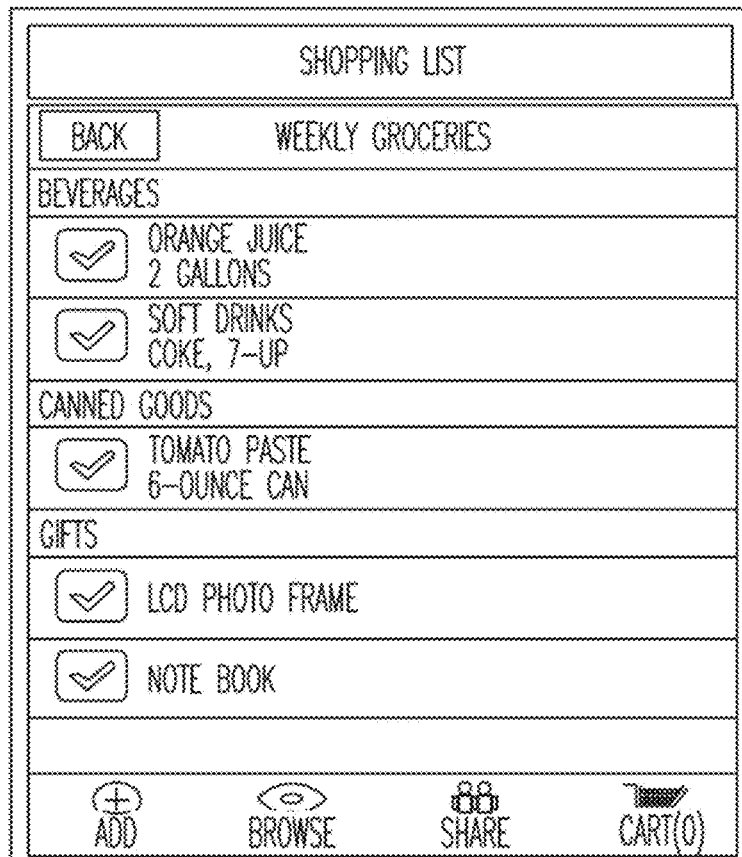 SHOPPING LIST
BACK WEEKLY GROCERIES
BEVERAGES
ORANGE JUICE
2 GALLONS
SOFT DRINKS
COKE, 7-UP
CANNED GOODS
TOMATO PASTE
6-OUNCE CAN
GIFTS
LCD PHOTO FRAME
NOTE BOOK
ADD BROWSE SHARE CART(0)